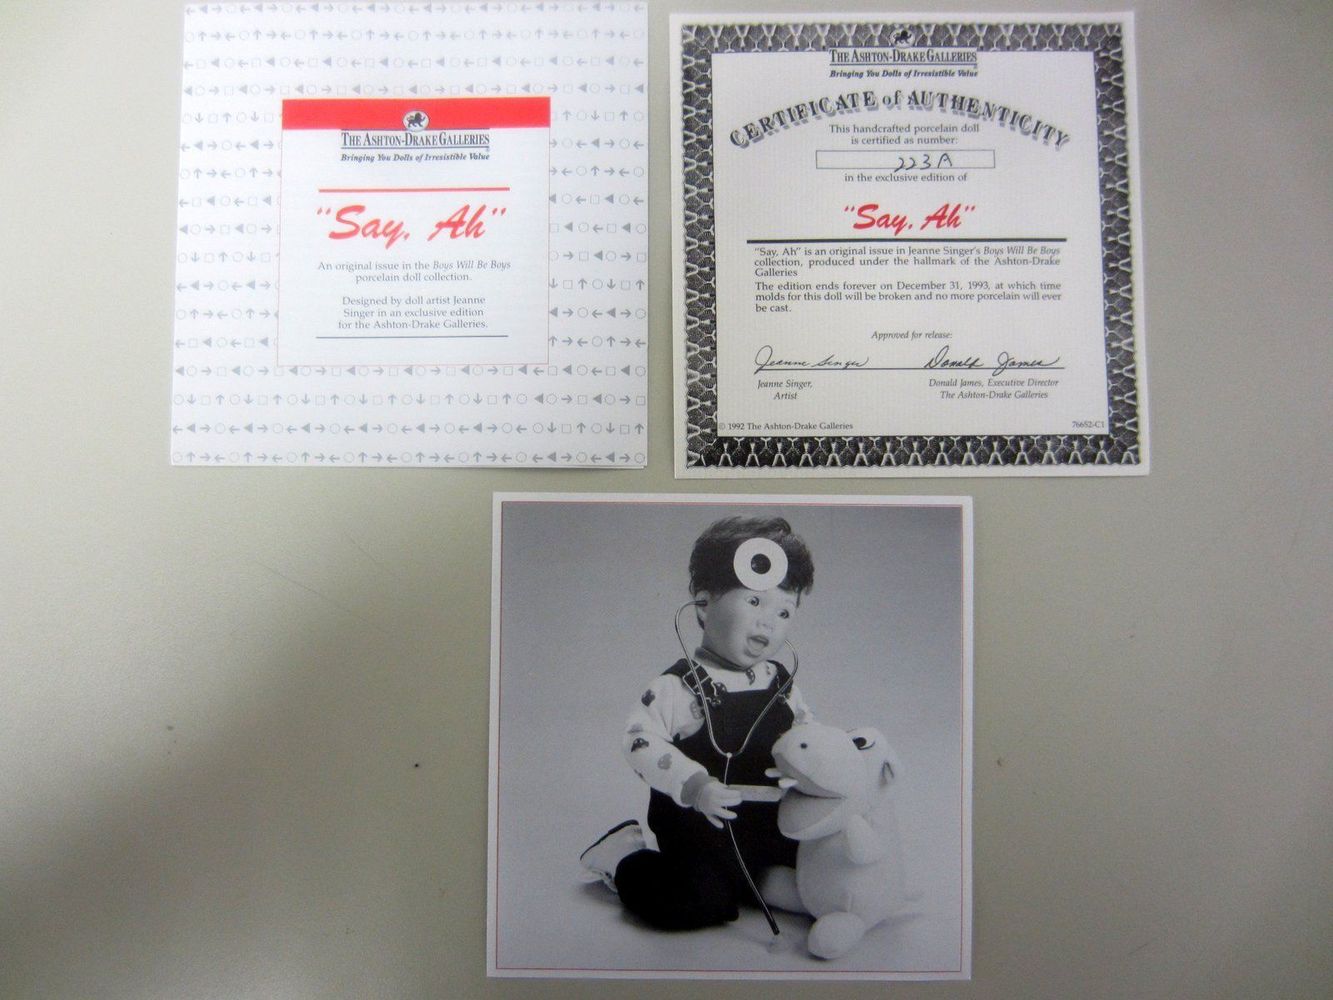 THE ASHTON-DRAKE GALLERIES
Bringing You Dolls of Irresistible Value
"Say, Ah"
An original issue in the Boys Will Be Boys
porcelain doll collection.
Designed by doll artist Jeanne
Singer in an exclusive edition
for the Ashton-Drake Galleries.
THE ASHTON-DRAKE GALLERIES
Bringing You Dolls of Irresistible Value
CERTIFICATE of AUTHENTICITY
This handcrafted porcelain doll
is certified as number:
223A
in the exclusive edition of
"Say, Ah"
"Say, Ah" is an original issue in Jeanne Singer's Boys Will Be Boys
collection, produced under the hallmark of the Ashton-Drake
Galleries
The edition ends forever on December 31, 1993, at which time
molds for this doll will be broken and no more porcelain will ever
be cast.
Approved for release:
Jeanne Singer Donald James
Jeanne Singer, Donald James, Executive Director
Artist The Ashton-Drake Galleries
© 1992 The Ashton-Drake Galleries 76652-C1